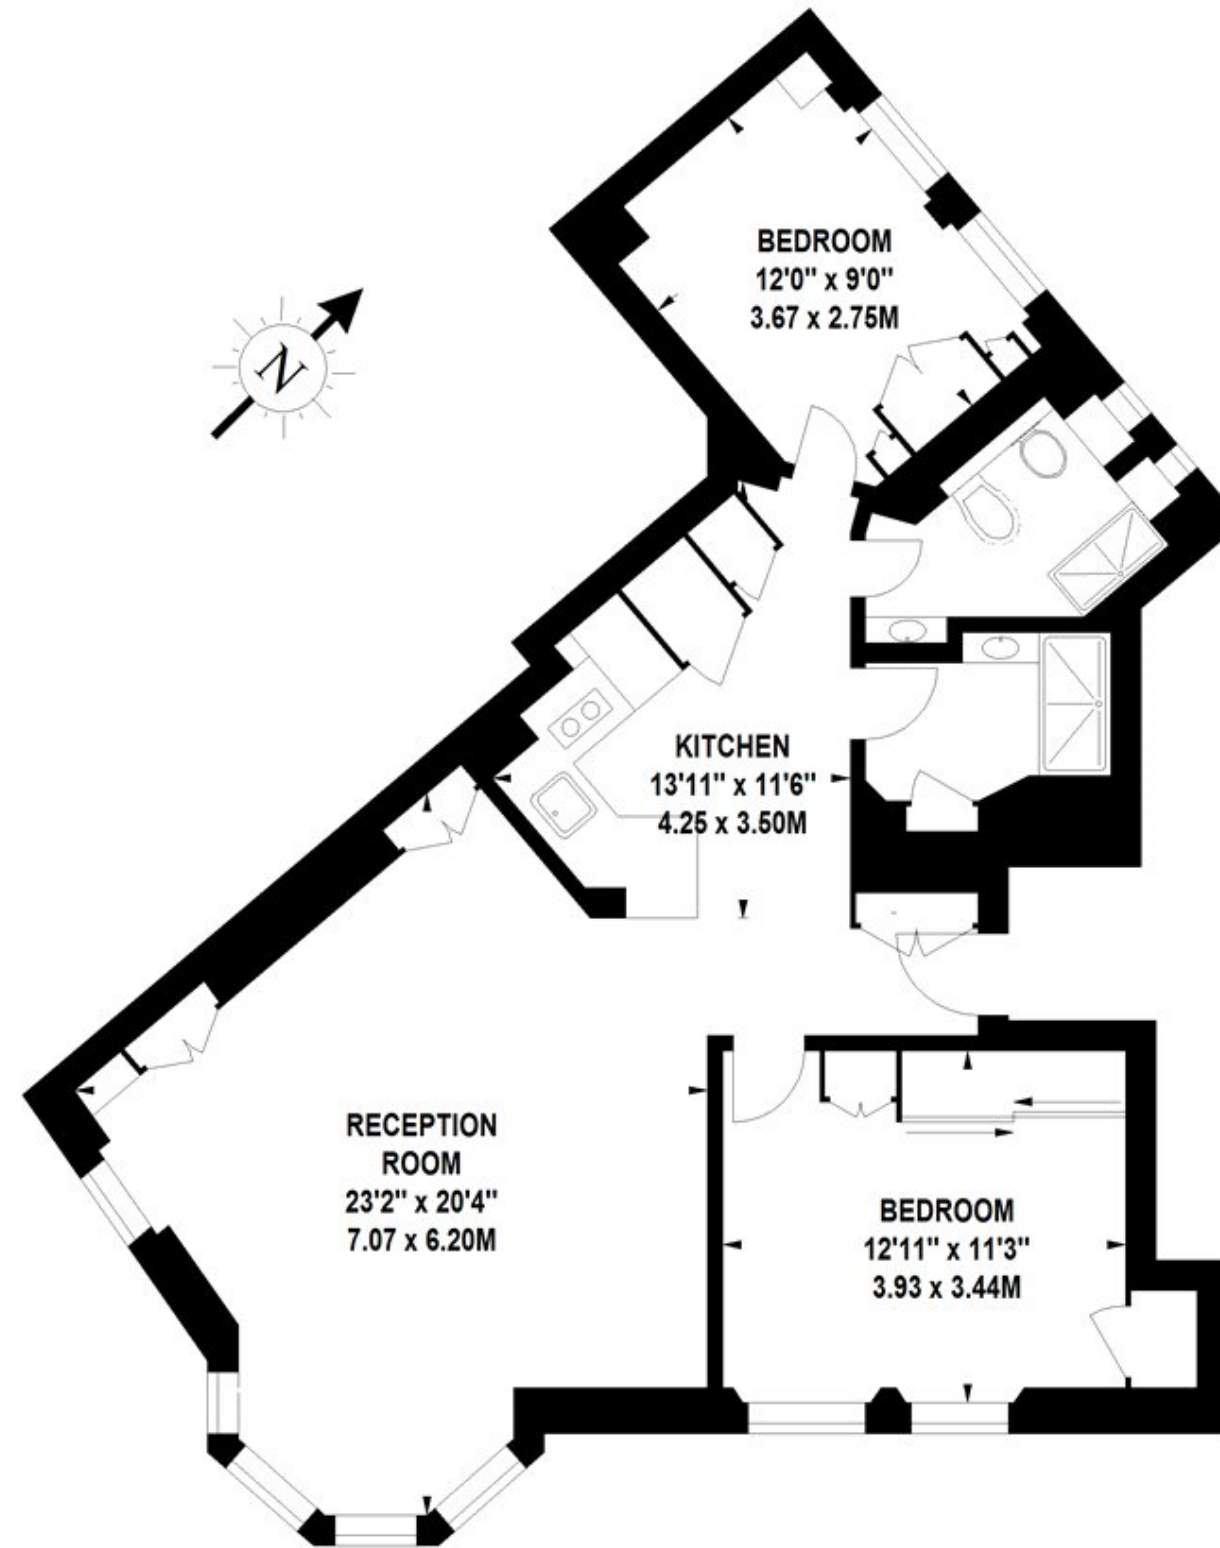 BEDROOM
12'0" x 9'0"
3.67 x 2.75M
N
KITCHEN
13'11" x 11'6"
4.25 x 3.50M
RECEPTION
ROOM
23'2" x 20'4"
7.07 x 6.20M
BEDROOM
12'11" x 11'3"
3.93 x 3.44M